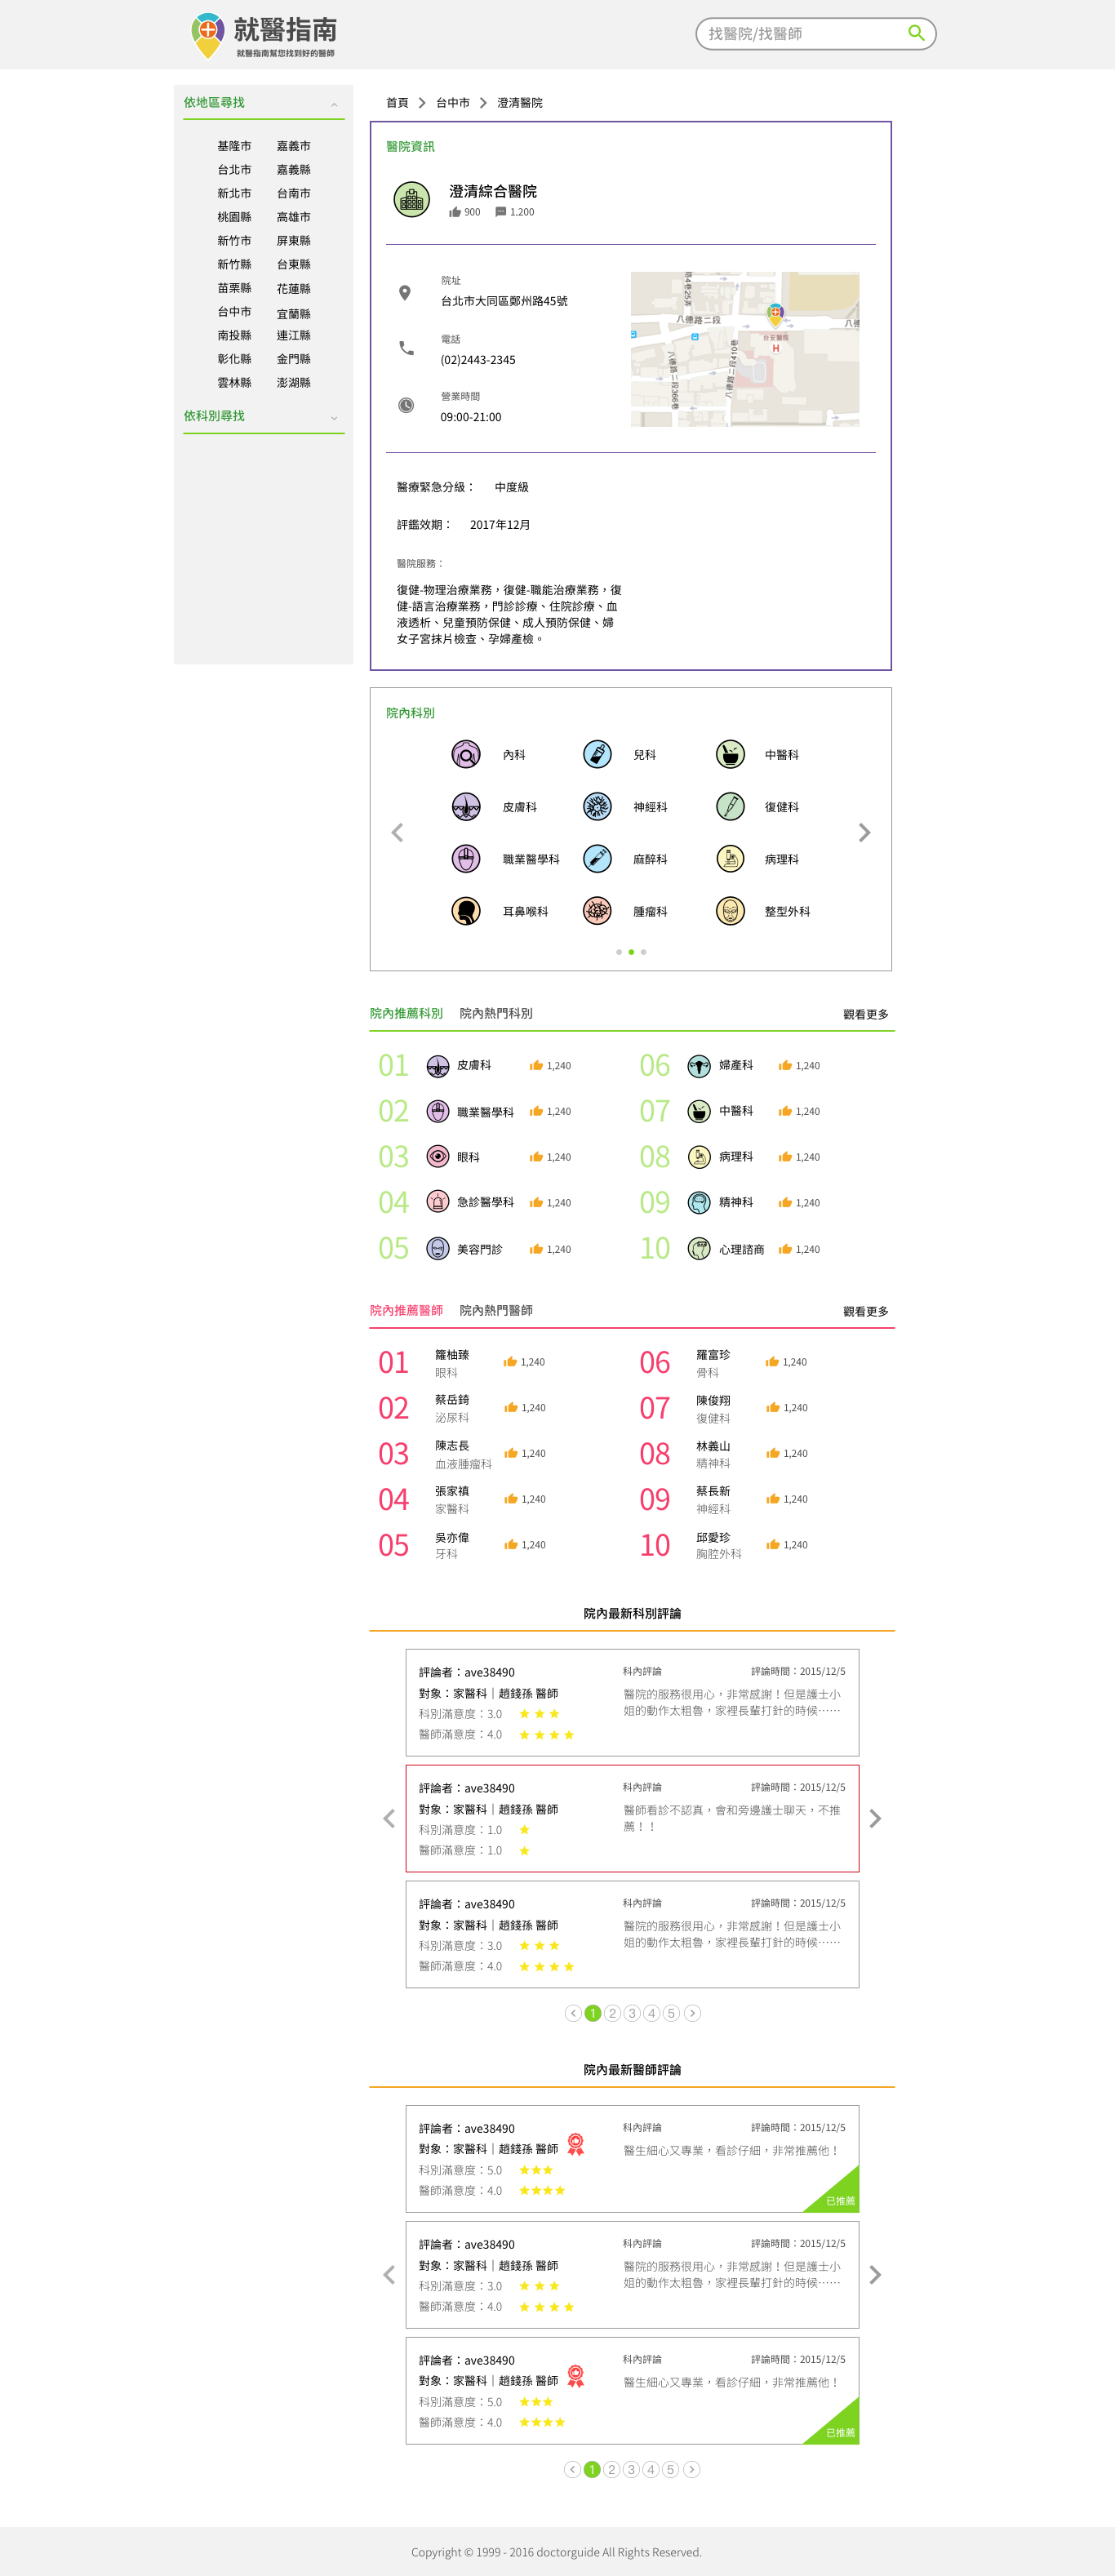 就醫指南
就醫指南幫您找到好的醫師
找醫院/找醫師
依地區尋找
基隆市 嘉義市
台北市 嘉義縣
新北市 台南市
桃園縣 高雄市
新竹市 屏東縣
新竹縣 台東縣
苗栗縣 花蓮縣
台中市 宜蘭縣
南投縣 連江縣
彰化縣 金門縣
雲林縣 澎湖縣
依科別尋找
首頁 台中市 澄清醫院
醫院資訊
澄清綜合醫院
900 1,200
院址
台北市大同區鄭州路45號
電話
(02)2443-2345
營業時間
09:00-21:00
八德路二段
台安醫院
H
八德路二段366巷
八德路二段410巷
醫療緊急分級： 中度級
評鑑效期： 2017年12月
醫院服務：
復健-物理治療業務，復健-職能治療業務，復
健-語言治療業務，門診診療、住院診療、血
液透析、兒童預防保健、成人預防保健、婦
女子宮抹片檢查、孕婦產檢。
院內科別
內科 兒科 中醫科
皮膚科 神經科 復健科
職業醫學科 麻醉科 病理科
耳鼻喉科 腫瘤科 整型外科
院內推薦科別 院內熱門科別 觀看更多
01 皮膚科 1,240
02 職業醫學科 1,240
03 眼科 1,240
04 急診醫學科 1,240
05 美容門診 1,240
06 婦產科 1,240
07 中醫科 1,240
08 病理科 1,240
09 精神科 1,240
10 心理諮商 1,240
院內推薦醫師 院內熱門醫師 觀看更多
01 籮柚臻 1,240
眼科
02 蔡岳錡 1,240
泌尿科
03 陳志長 1,240
血液腫瘤科
04 張家禛 1,240
家醫科
05 吳亦偉 1,240
牙科
06 羅富珍 1,240
骨科
07 陳俊翔 1,240
復健科
08 林義山 1,240
精神科
09 蔡長新 1,240
神經科
10 邱愛珍 1,240
胸腔外科
院內最新科別評論
評論者：ave38490
對象：家醫科｜趙錢孫 醫師
科別滿意度：3.0
醫師滿意度：4.0
科內評論 評論時間：2015/12/5
醫院的服務很用心，非常感謝！但是護士小
姐的動作太粗魯，家裡長輩打針的時候……
評論者：ave38490
對象：家醫科｜趙錢孫 醫師
科別滿意度：1.0
醫師滿意度：1.0
科內評論 評論時間：2015/12/5
醫師看診不認真，會和旁邊護士聊天，不推
薦！！
評論者：ave38490
對象：家醫科｜趙錢孫 醫師
科別滿意度：3.0
醫師滿意度：4.0
科內評論 評論時間：2015/12/5
醫院的服務很用心，非常感謝！但是護士小
姐的動作太粗魯，家裡長輩打針的時候……
1 2 3 4 5
院內最新醫師評論
評論者：ave38490
對象：家醫科｜趙錢孫 醫師
科別滿意度：5.0
醫師滿意度：4.0
科內評論 評論時間：2015/12/5
醫生細心又專業，看診仔細，非常推薦他！
已推薦
評論者：ave38490
對象：家醫科｜趙錢孫 醫師
科別滿意度：3.0
醫師滿意度：4.0
科內評論 評論時間：2015/12/5
醫院的服務很用心，非常感謝！但是護士小
姐的動作太粗魯，家裡長輩打針的時候……
評論者：ave38490
對象：家醫科｜趙錢孫 醫師
科別滿意度：5.0
醫師滿意度：4.0
科內評論 評論時間：2015/12/5
醫生細心又專業，看診仔細，非常推薦他！
已推薦
1 2 3 4 5
Copyright © 1999 - 2016 doctorguide All Rights Reserved.